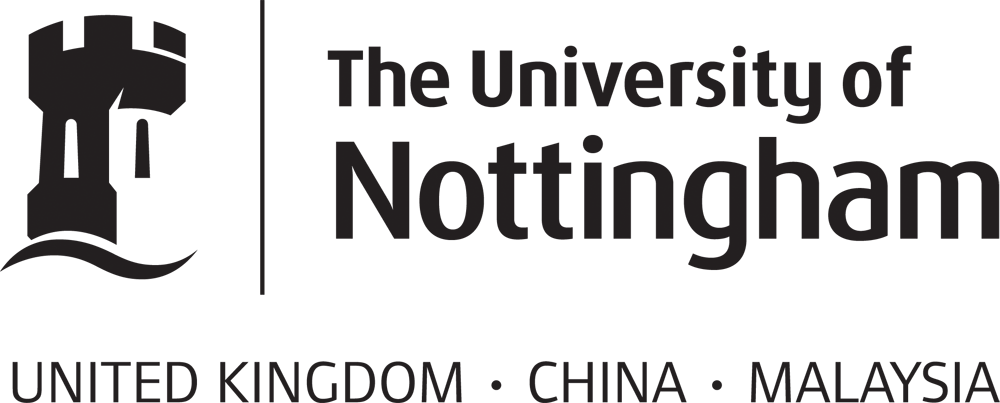 The University of
Nottingham
UNITED KINGDOM · CHINA · MALAYSIA